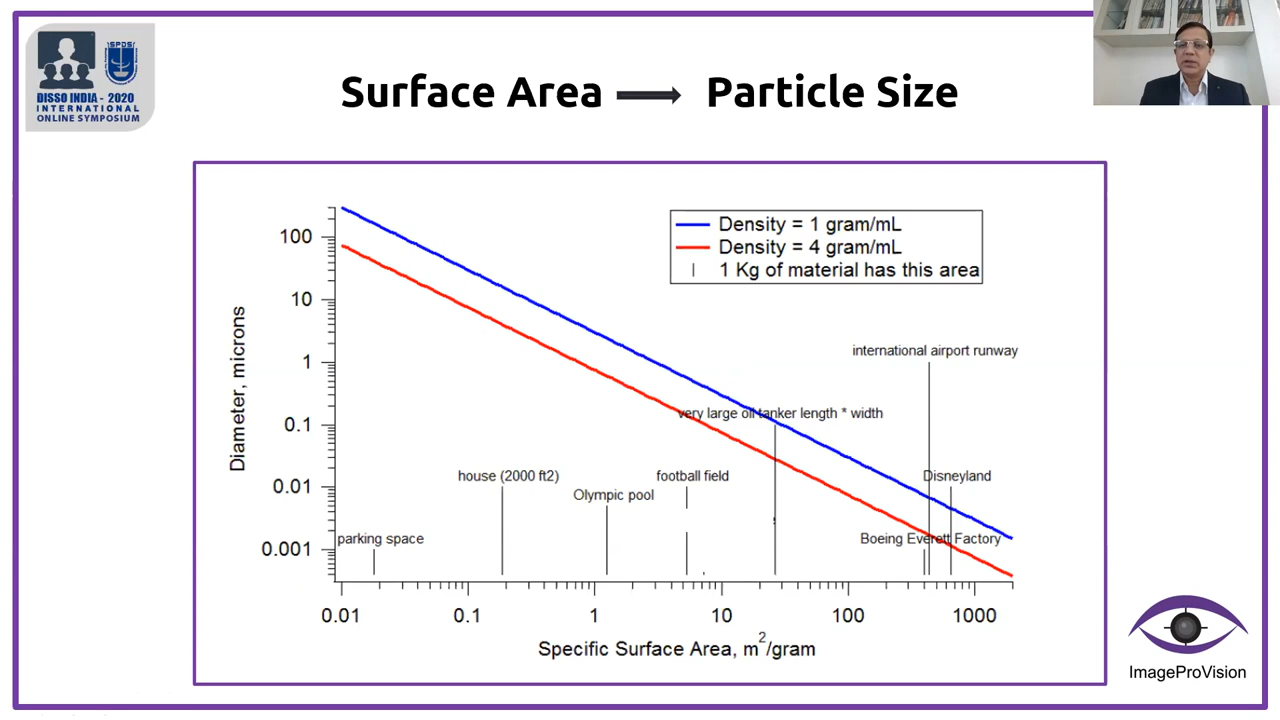 SPDS
DISSO INDIA - 2020
INTERNATIONAL
ONLINE SYMPOSIUM
Surface Area Particle Size
Density = 1 gram/mL
Density = 4 gram/mL
1 Kg of material has this area
100
10
1
0.1
0.01
0.001
Diameter, microns
international airport runway
very large oil tanker length * width
house (2000 ft2)
football field
Disneyland
Olympic pool
parking space
Boeing Everett Factory
0.01 0.1 1 10 100 1000
Specific Surface Area, m²/gram
ImageProVision